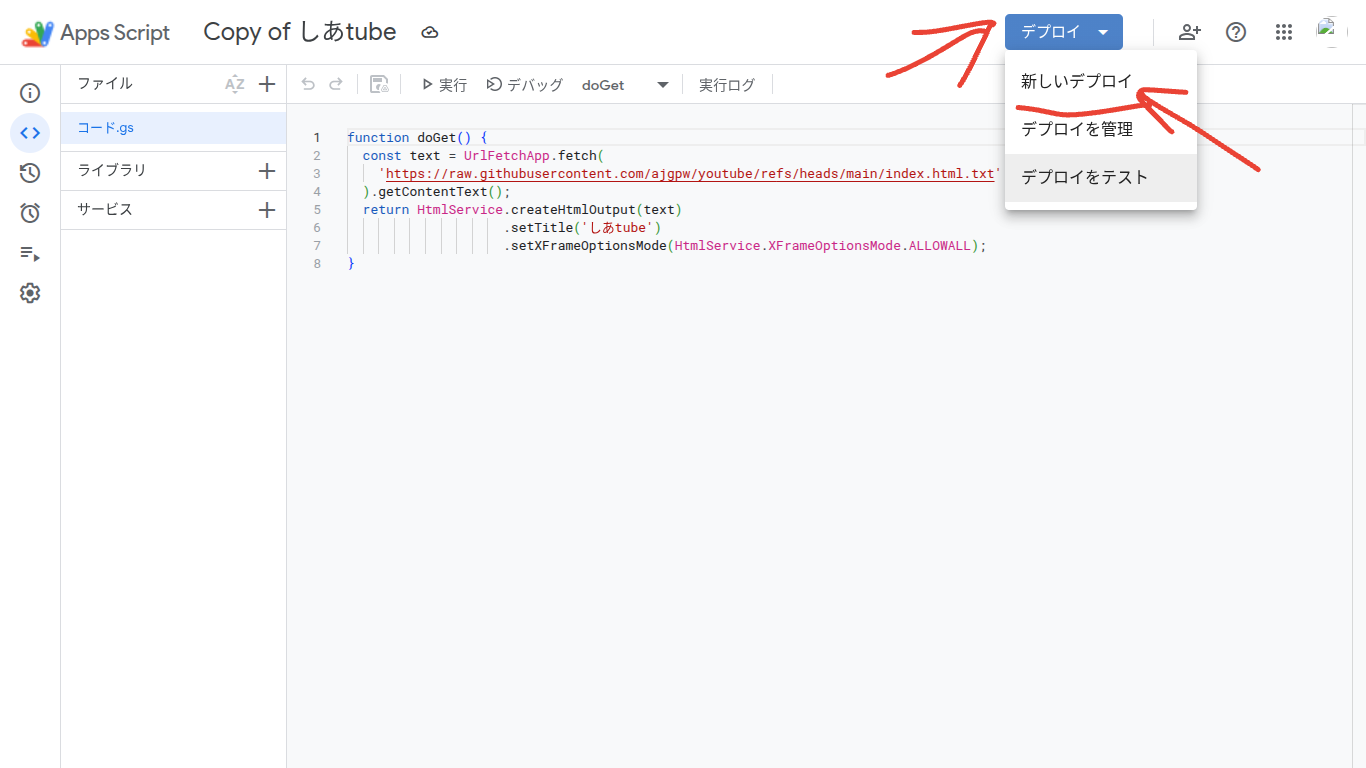 Apps Script
Copy of しあtube
デプロイ
新しいデプロイ
デプロイを管理
デプロイをテスト
ファイル
AZ
実行
デバッグ
doGet
実行ログ
コード.gs
ライブラリ
サービス
1 function doGet() {
2 const text = UrlFetchApp.fetch(
3 'https://raw.githubusercontent.com/ajgpw/youtube/refs/heads/main/index.html.txt'
4 ).getContentText();
5 return HtmlService.createHtmlOutput(text)
6 .setTitle('しあtube')
7 .setXFrameOptionsMode(HtmlService.XFrameOptionsMode.ALLOWALL);
8 }